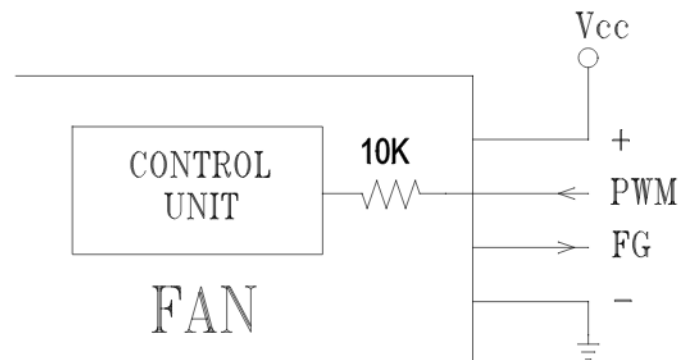 Vcc
+
CONTROL
UNIT
10K
PWM
FG
FAN
-